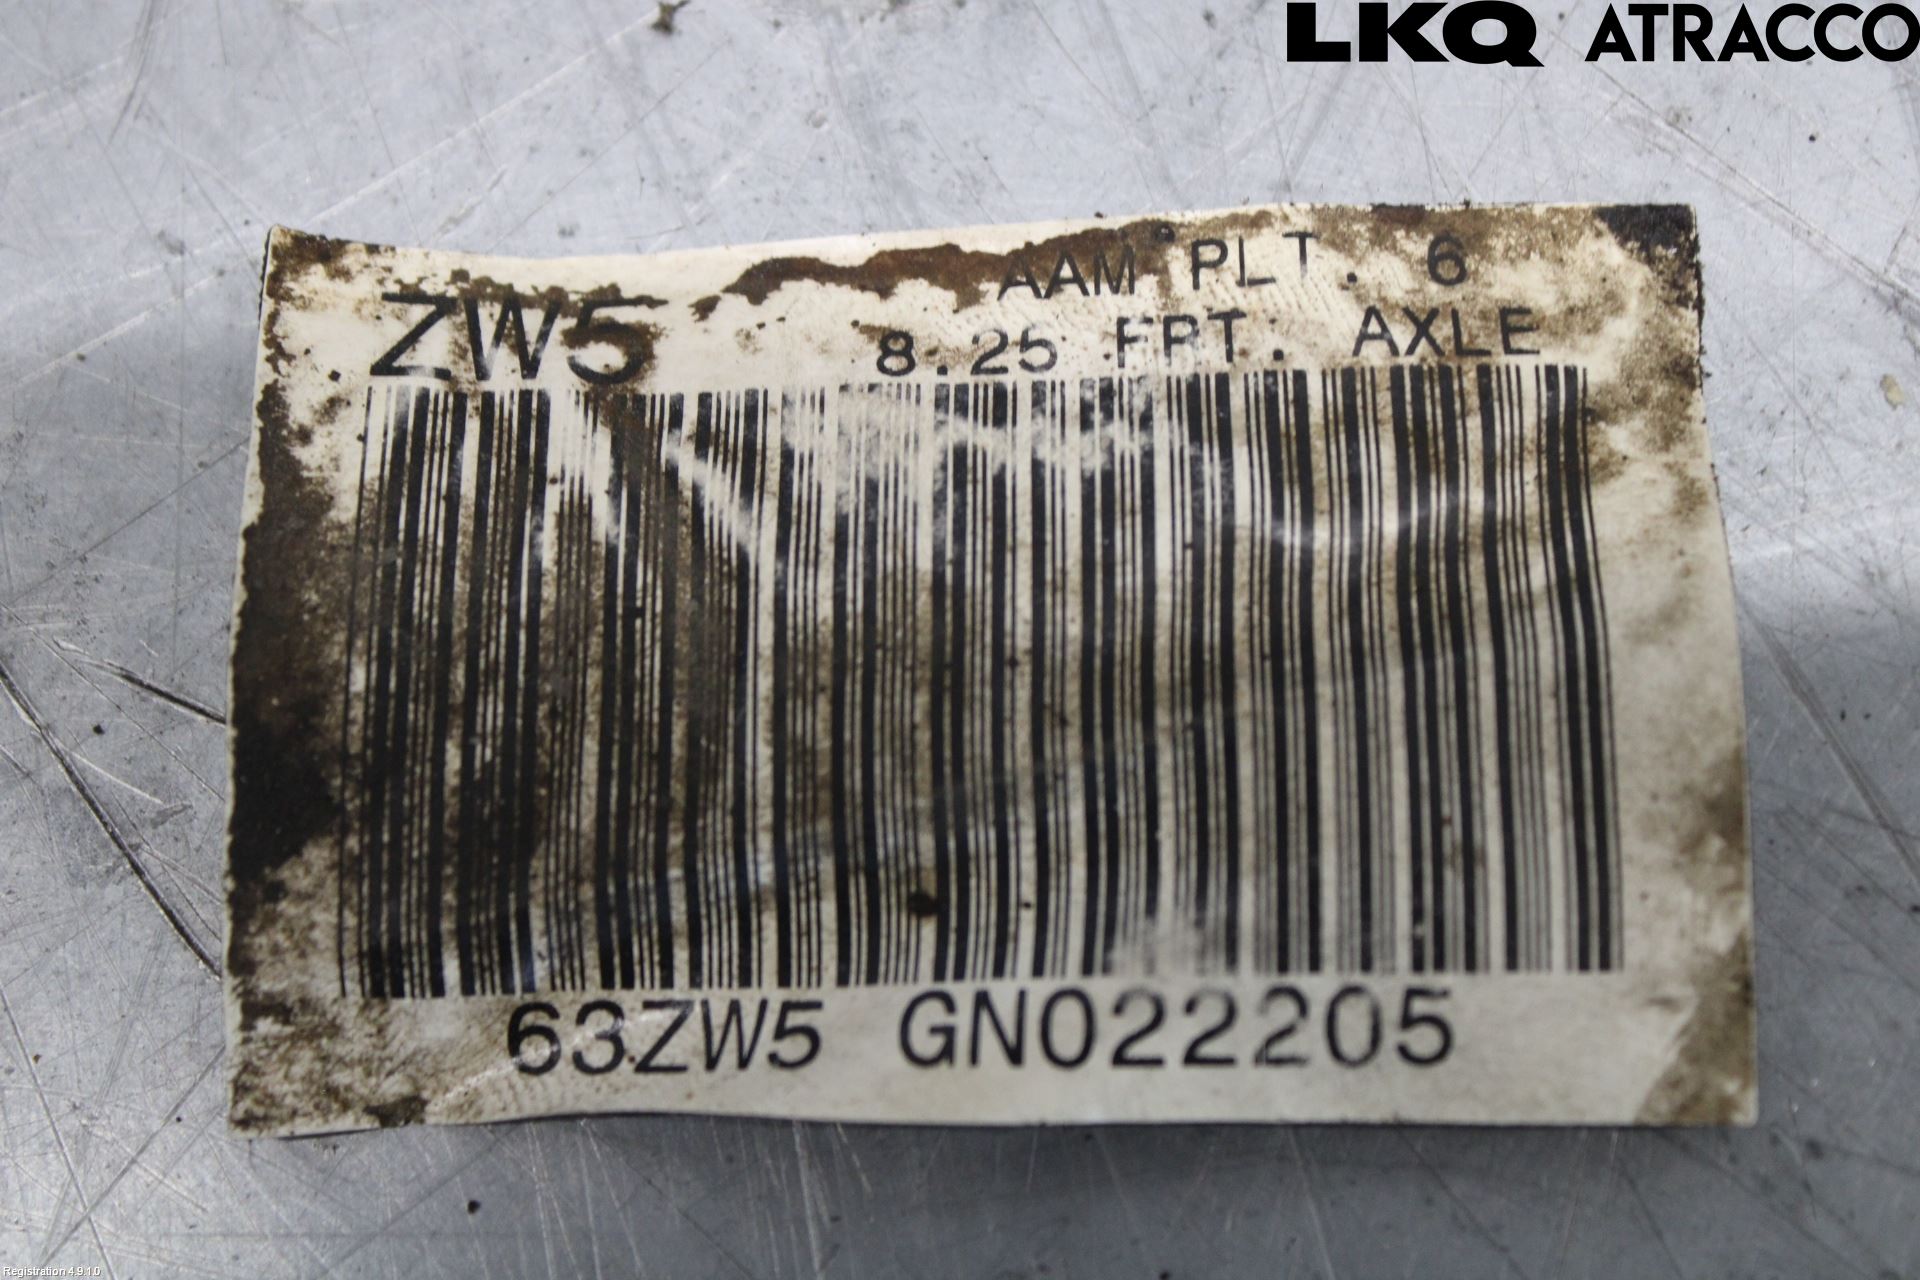 LKQ ATRACCO
AAM PLT. 6
ZW5
8.25 FRT. AXLE
63ZW5 GN022205
Registration 4.9.1.0